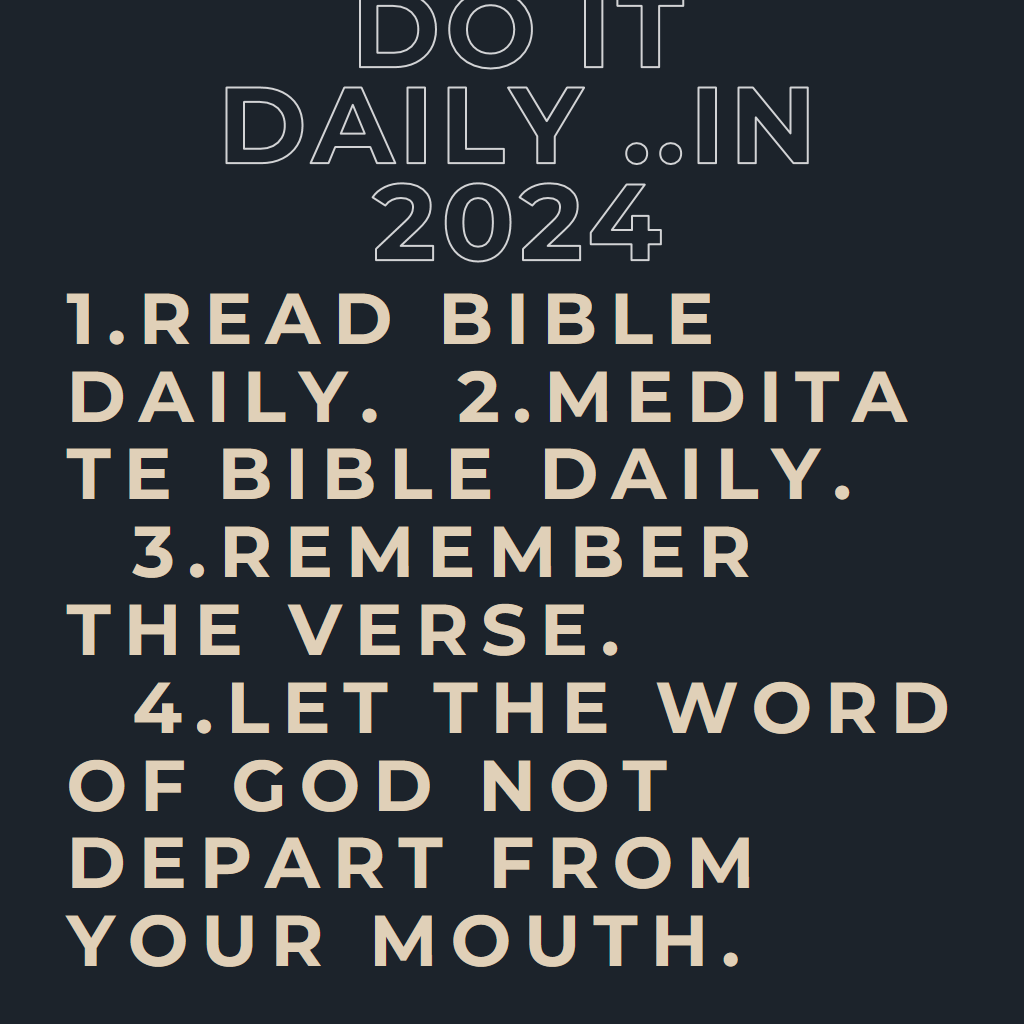 DO IT
DAILY ..IN
2024
1.READ BIBLE
DAILY. 2.MEDITA
TE BIBLE DAILY.
3.REMEMBER
THE VERSE.
4.LET THE WORD
OF GOD NOT
DEPART FROM
YOUR MOUTH.